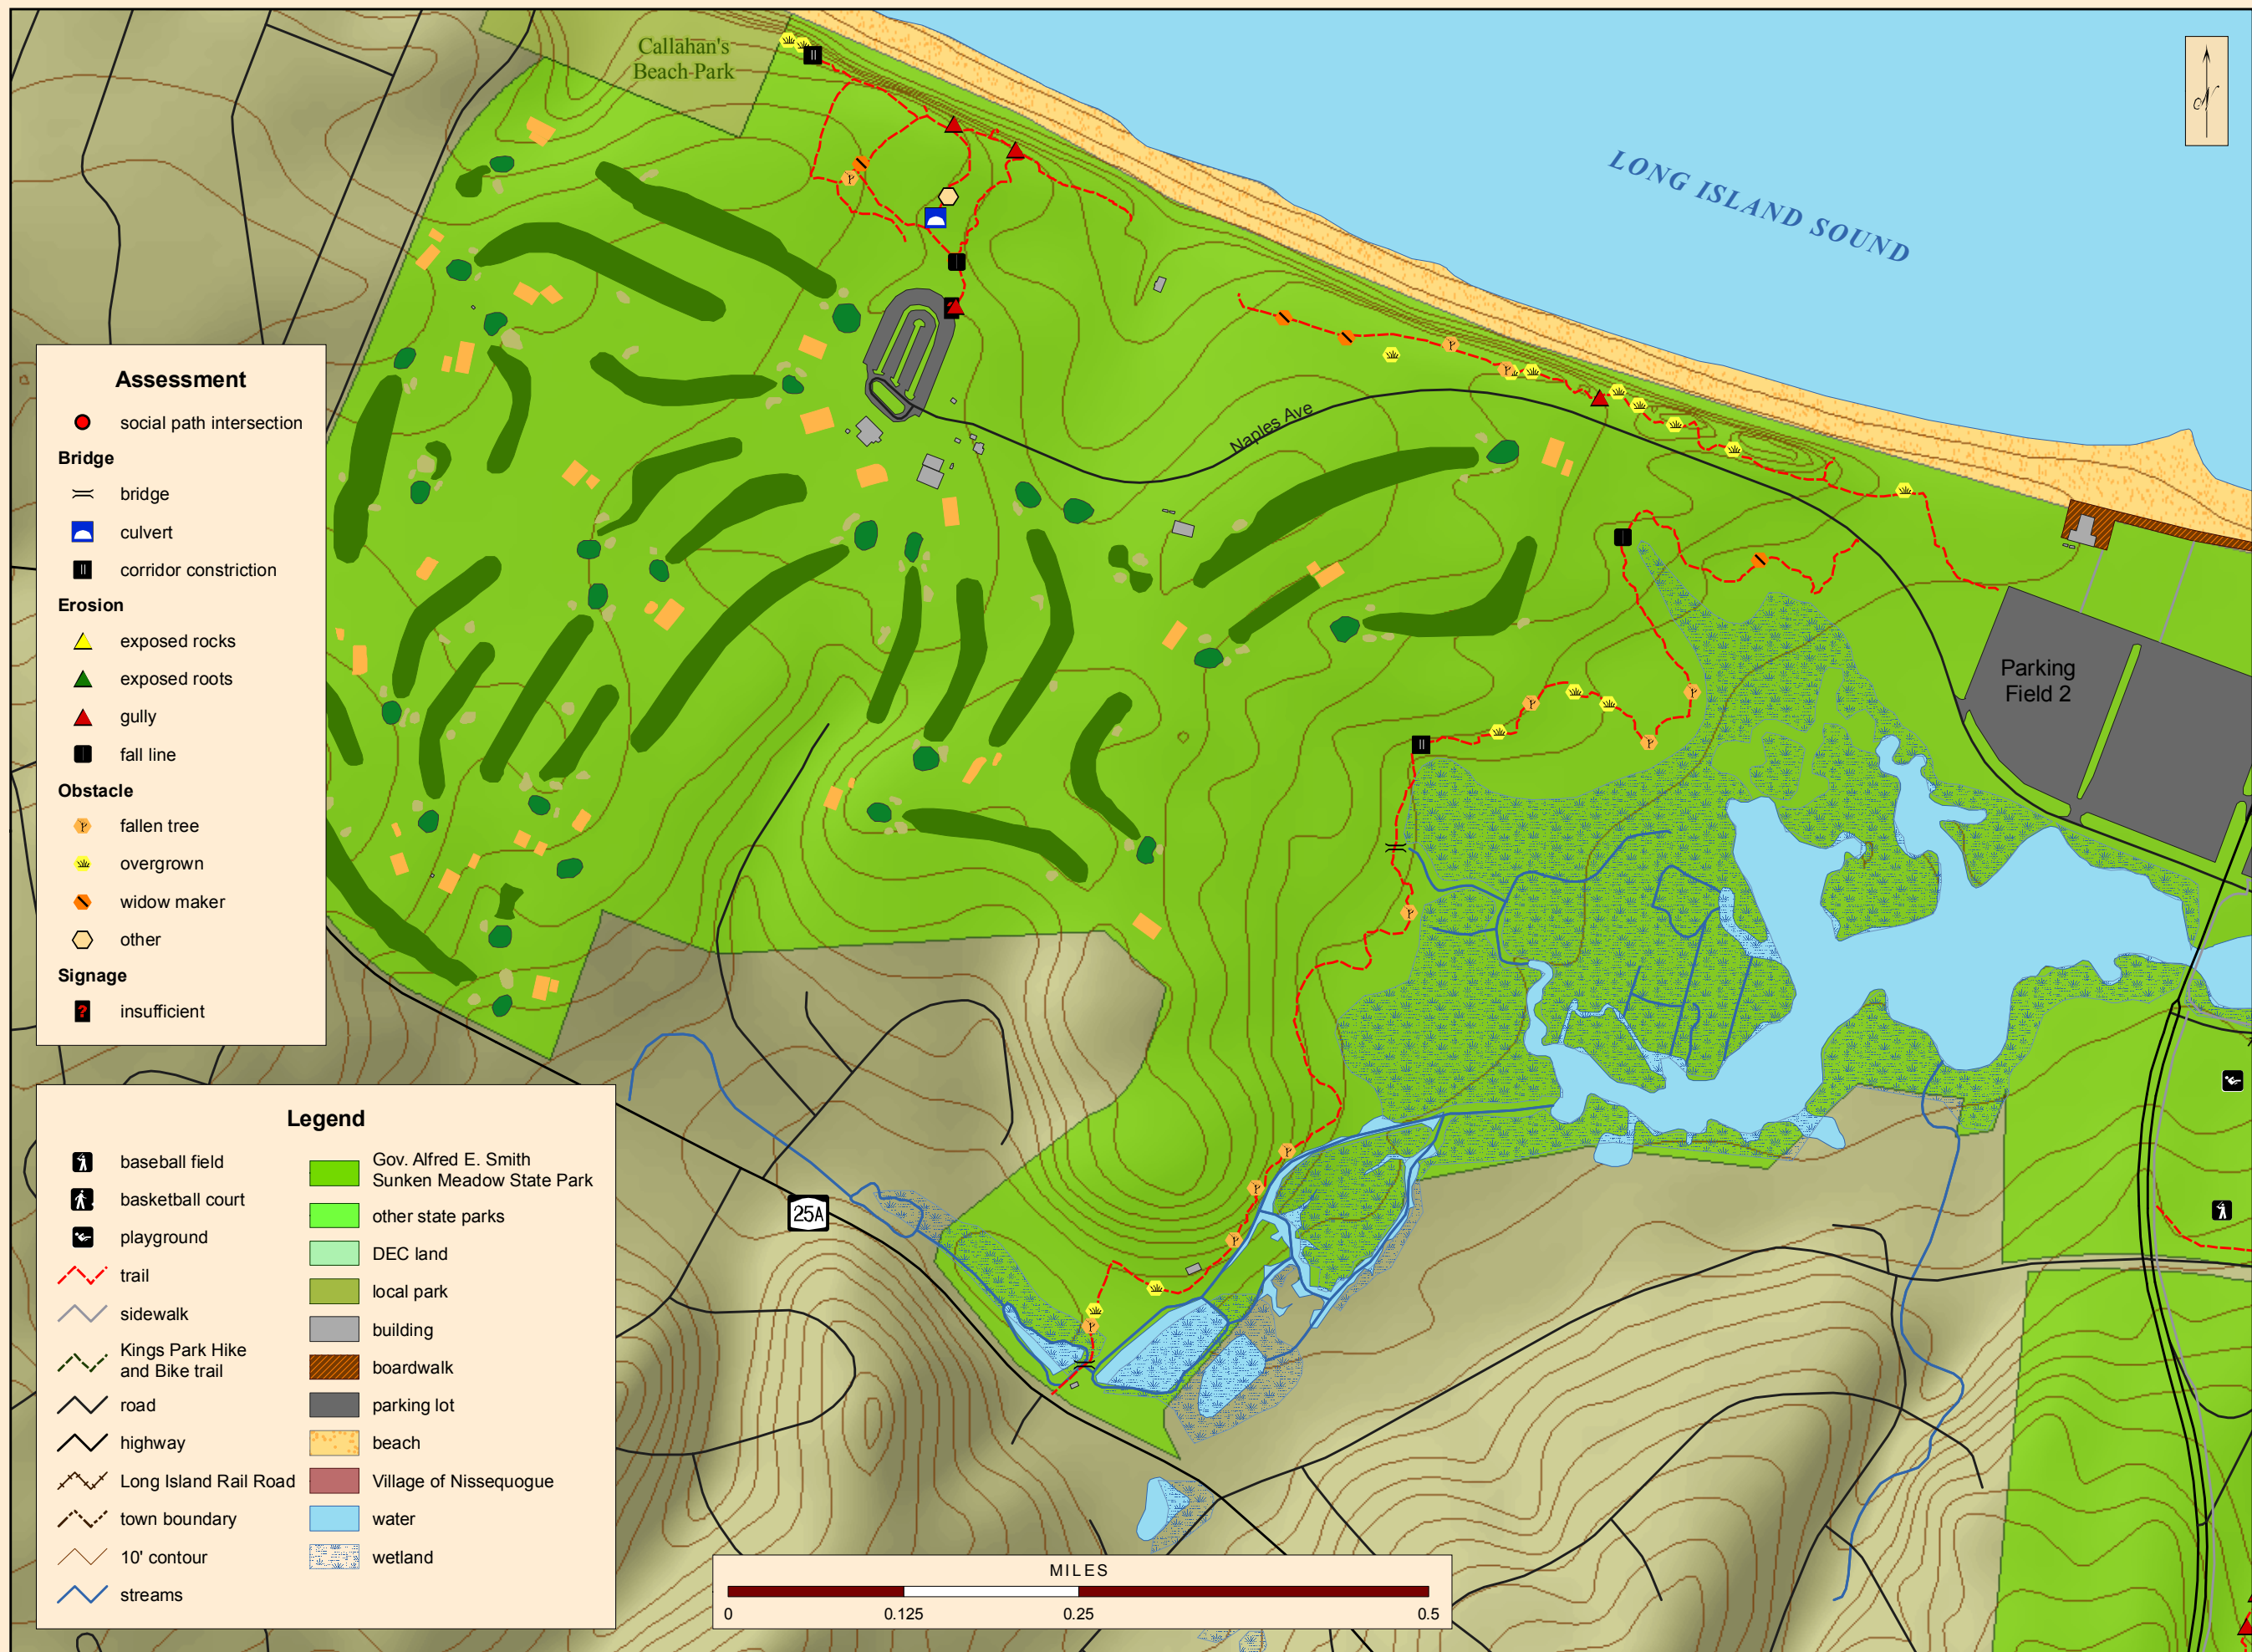 Callahan's
Beach-Park
N
LONG ISLAND SOUND
Naples Ave
Parking
Field 2
25A
Assessment
social path intersection
Bridge
bridge
culvert
corridor constriction
Erosion
exposed rocks
exposed roots
gully
fall line
Obstacle
fallen tree
overgrown
widow maker
other
Signage
? insufficient
Legend
baseball field
basketball court
playground
trail
sidewalk
Kings Park Hike
and Bike trail
road
highway
Long Island Rail Road
town boundary
10' contour
streams
Gov. Alfred E. Smith
Sunken Meadow State Park
other state parks
DEC land
local park
building
boardwalk
parking lot
beach
Village of Nissequogue
water
wetland
MILES
0 0.125 0.25 0.5